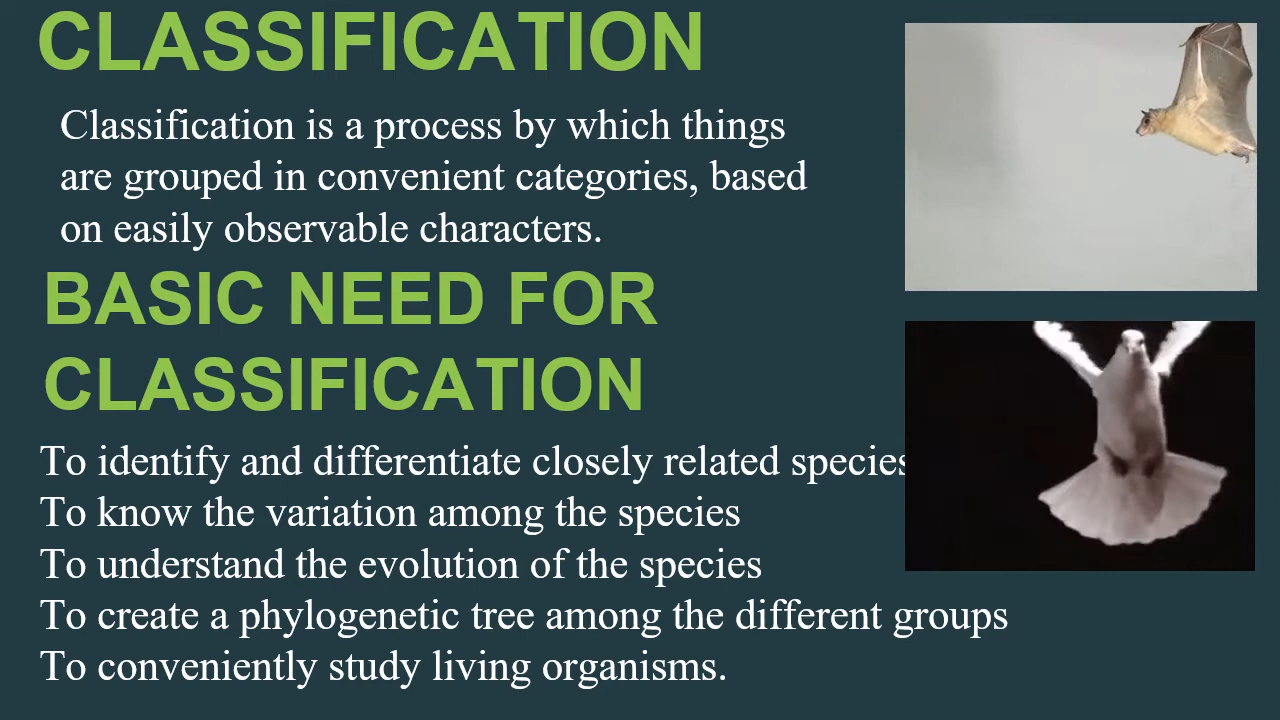 CLASSIFICATION
Classification is a process by which things
are grouped in convenient categories, based
on easily observable characters.
BASIC NEED FOR
CLASSIFICATION
To identify and differentiate closely related species
To know the variation among the species
To understand the evolution of the species
To create a phylogenetic tree among the different groups
To conveniently study living organisms.